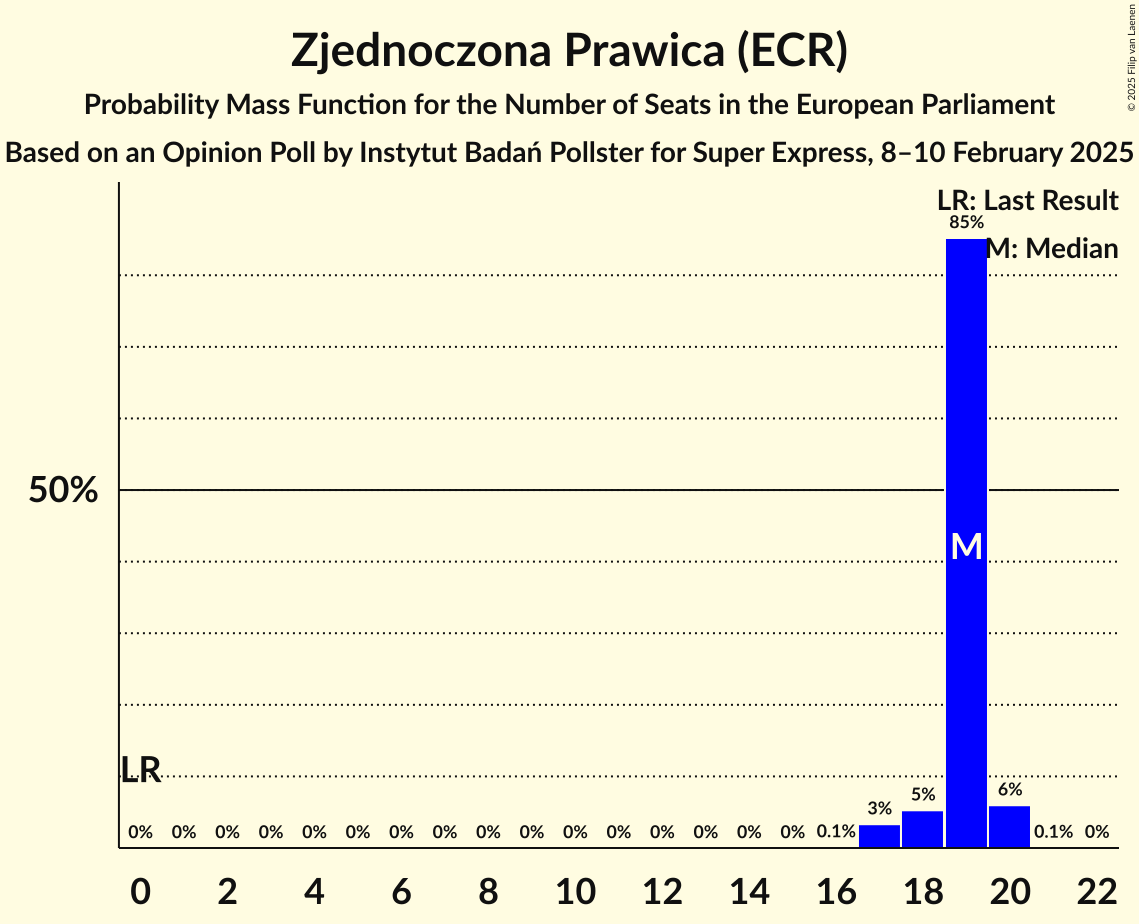 Zjednoczona Prawica (ECR)
Probability Mass Function for the Number of Seats in the European Parliament
Based on an Opinion Poll by Instytut Badań Pollster for Super Express, 8–10 February 2025
© 2025 Filip van Laenen
LR: Last Result
85%
M: Median
50%
M
LR
0% 0% 0% 0% 0% 0% 0% 0% 0% 0% 0% 0% 0% 0% 0% 0% 0.1% 3% 5% 6% 0.1% 0%
0 2 4 6 8 10 12 14 16 18 20 22